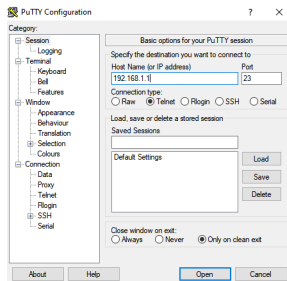 PuTTY Configuration
?
Category:
Session
Logging
Terminal
Keyboard
Bell
Features
Window
Appearance
Behaviour
Translation
Selection
Colours
Connection
Data
Proxy
Telnet
Rlogin
SSH
Serial
Basic options for your PuTTY session
Specify the destination you want to connect to
Host Name (or IP address) Port
192.168.1.1 23
Connection type:
Raw Telnet Rlogin SSH Serial
Load, save or delete a stored session
Saved Sessions
Default Settings
Load
Save
Delete
Close window on exit:
Always Never Only on clean exit
About Help Open Cancel